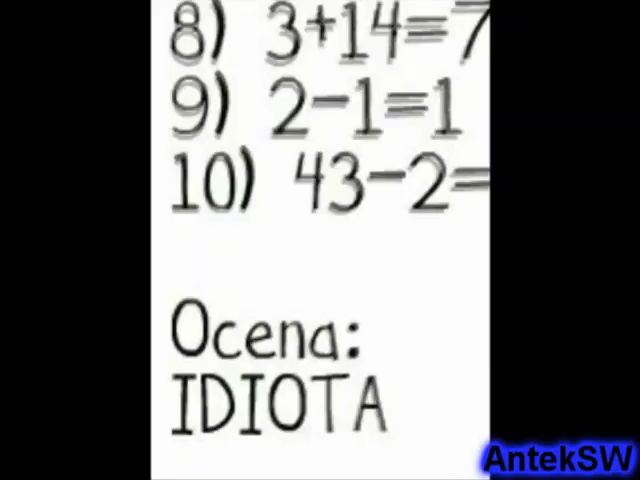 8) 3+14=7
9) 2-1=1
10) 43-2=
Ocena:
IDIOTA
AntekSW